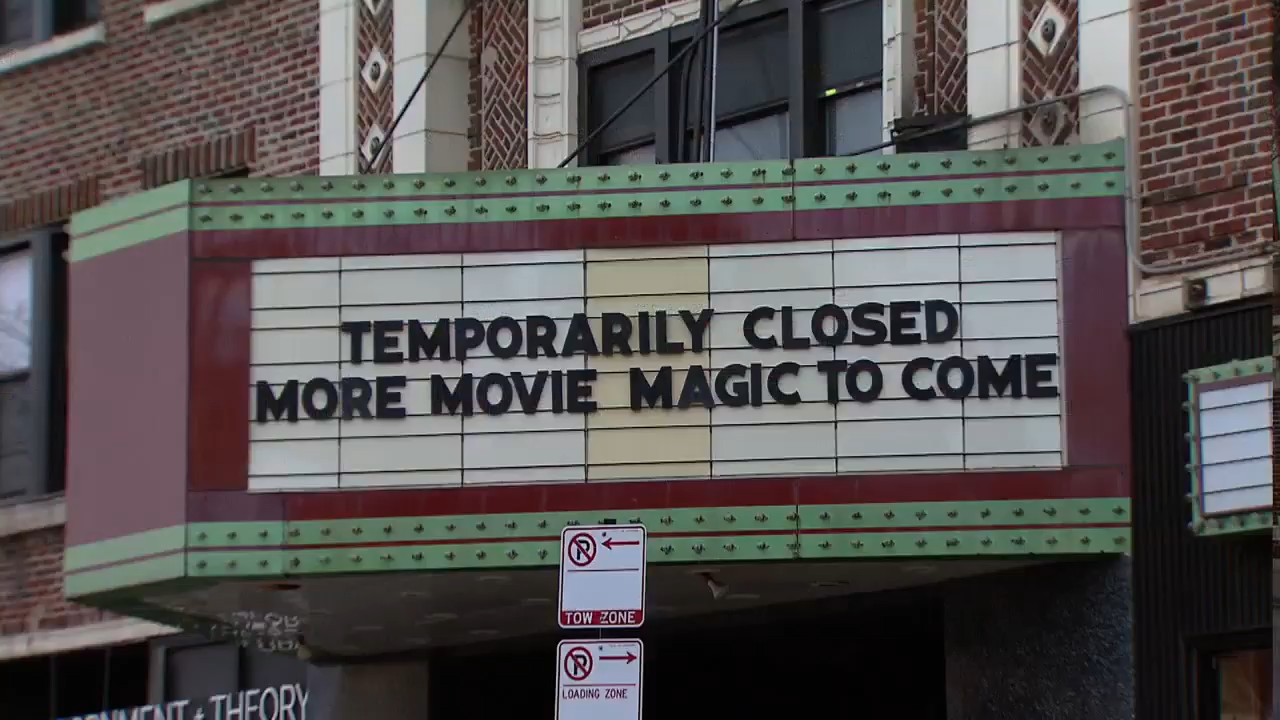 TEMPORARILY CLOSED
MORE MOVIE MAGIC TO COME
TOW ZONE
LOADING ZONE
+ THEORY